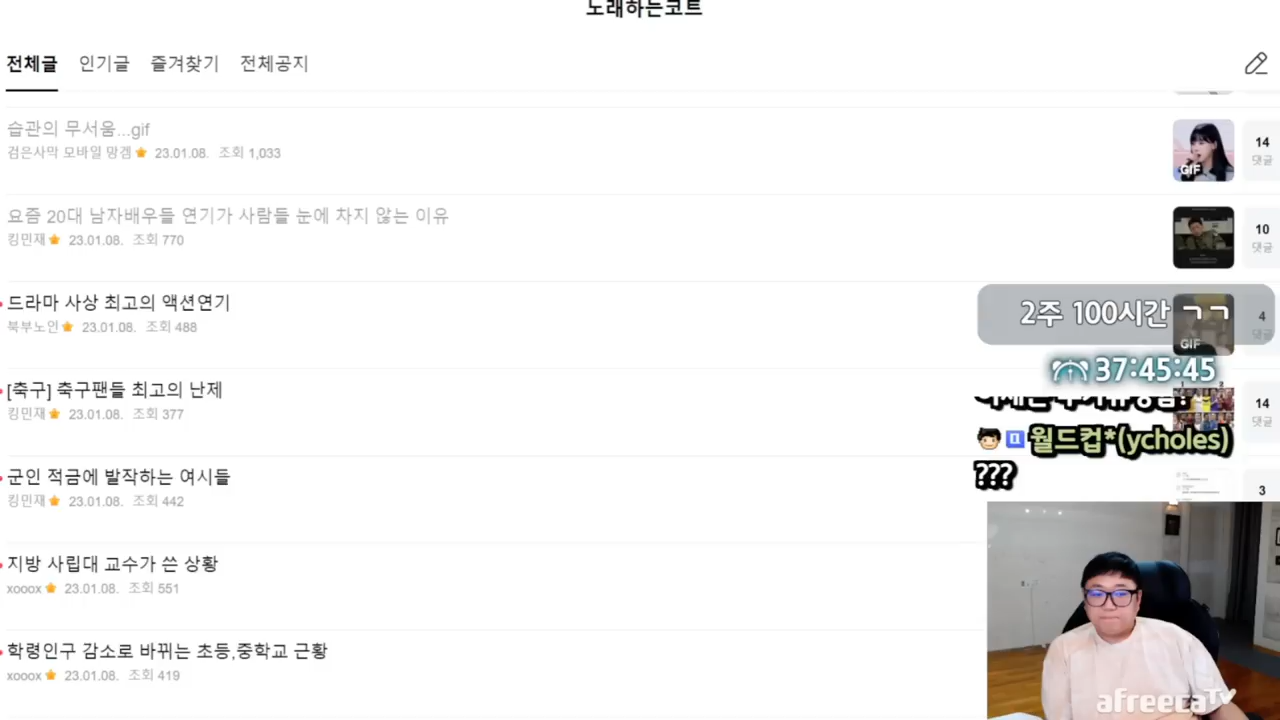 노래하는코트
전체글 인기글 즐겨찾기 전체공지
습관의 무서움...gif
검은사막 모바일 망겜 23.01.08. 조회 1,033
GIF
14
댓글
요즘 20대 남자배우들 연기가 사람들 눈에 차지 않는 이유
킹민재 23.01.08. 조회 770
10
댓글
드라마 사상 최고의 액션연기
북부노인 23.01.08. 조회 488
2주 100시간 ㄱㄱ
GIF
4
댓글
37:45:45
[축구] 축구팬들 최고의 난제
킹민재 23.01.08. 조회 377
14
댓글
월드컵*(ycholes)
???
군인 적금에 발작하는 여시들
킹민재 23.01.08. 조회 442
3
지방 사립대 교수가 쓴 상황
xooox 23.01.08. 조회 551
학령인구 감소로 바뀌는 초등,중학교 근황
xooox 23.01.08. 조회 419
afreecaTV